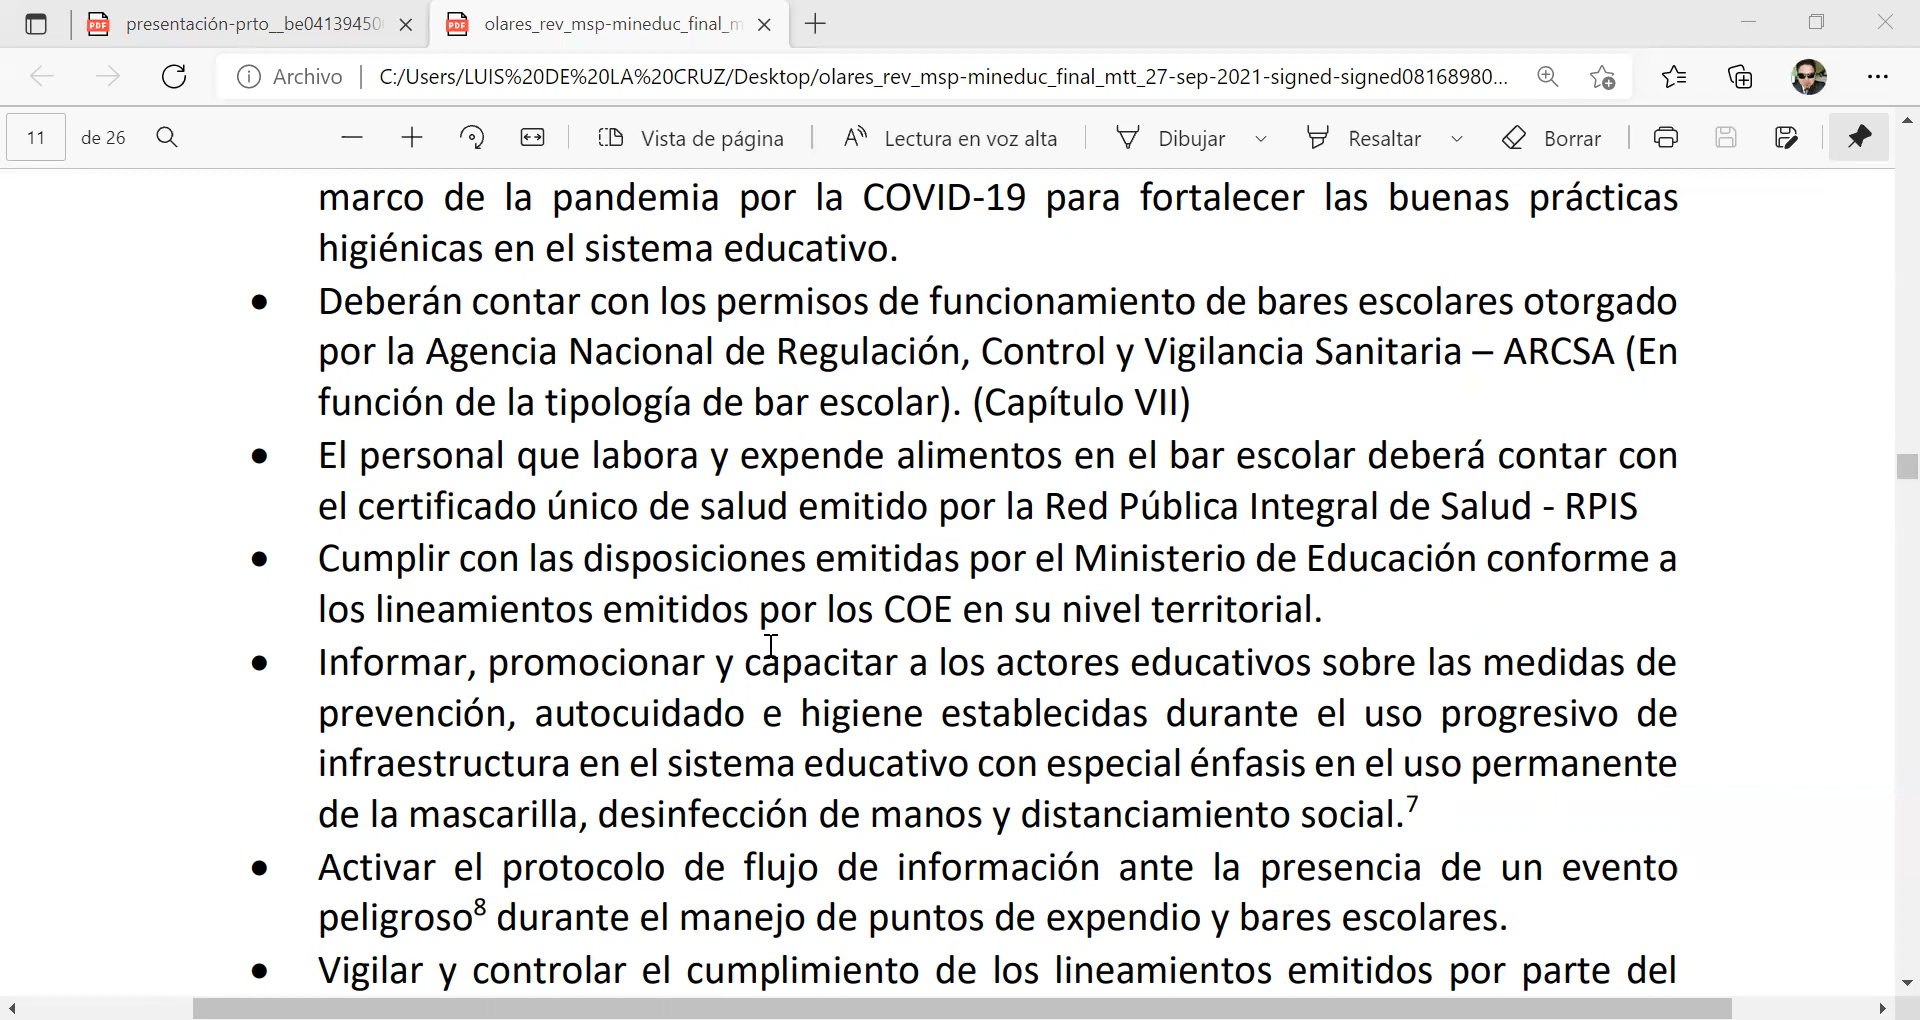 presentación-prto__be04139450
olares_rev_msp-mineduc_final_m
Archivo
C:/Users/LUIS%20DE%20LA%20CRUZ/Desktop/olares_rev_msp-mineduc_final_mtt_27-sep-2021-signed-signed08168980...
11 de 26
Vista de página
Lectura en voz alta
Dibujar
Resaltar
Borrar
marco de la pandemia por la COVID-19 para fortalecer las buenas prácticas
higiénicas en el sistema educativo.
● Deberán contar con los permisos de funcionamiento de bares escolares otorgado
por la Agencia Nacional de Regulación, Control y Vigilancia Sanitaria – ARCSA (En
función de la tipología de bar escolar). (Capítulo VII)
● El personal que labora y expende alimentos en el bar escolar deberá contar con
el certificado único de salud emitido por la Red Pública Integral de Salud - RPIS
● Cumplir con las disposiciones emitidas por el Ministerio de Educación conforme a
los lineamientos emitidos por los COE en su nivel territorial.
● Informar, promocionar y capacitar a los actores educativos sobre las medidas de
prevención, autocuidado e higiene establecidas durante el uso progresivo de
infraestructura en el sistema educativo con especial énfasis en el uso permanente
de la mascarilla, desinfección de manos y distanciamiento social.7
● Activar el protocolo de flujo de información ante la presencia de un evento
peligroso8 durante el manejo de puntos de expendio y bares escolares.
● Vigilar y controlar el cumplimiento de los lineamientos emitidos por parte del